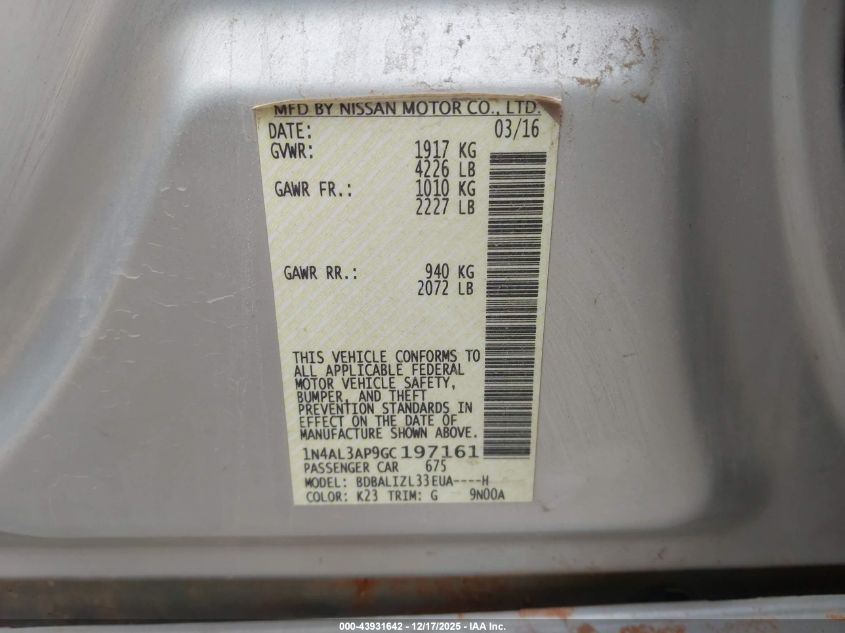 MFD BY NISSAN MOTOR CO., LTD.
DATE: 03/16
GVWR: 1917 KG
4226 LB
GAWR FR.: 1010 KG
2227 LB
GAWR RR.: 940 KG
2072 LB
THIS VEHICLE CONFORMS TO
ALL APPLICABLE FEDERAL
MOTOR VEHICLE SAFETY,
BUMPER, AND THEFT
PREVENTION STANDARDS IN
EFFECT ON THE DATE OF
MANUFACTURE SHOWN ABOVE.
1N4AL3AP9GC197161
PASSENGER CAR 675
MODEL: BDBALIZL33EUA----H
COLOR: K23 TRIM: G 9N00A
000-43931642 - 12/17/2025 - IAA Inc.